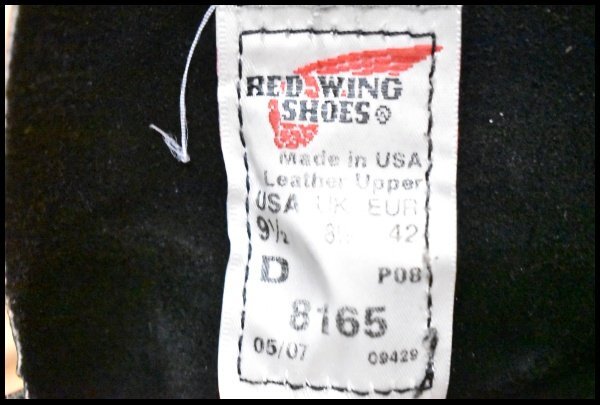 RED WING
SHOES®
Made in USA
Leather Upper
USA UK EUR
9½ 8½ 42
D P08
8165
05/07 09429